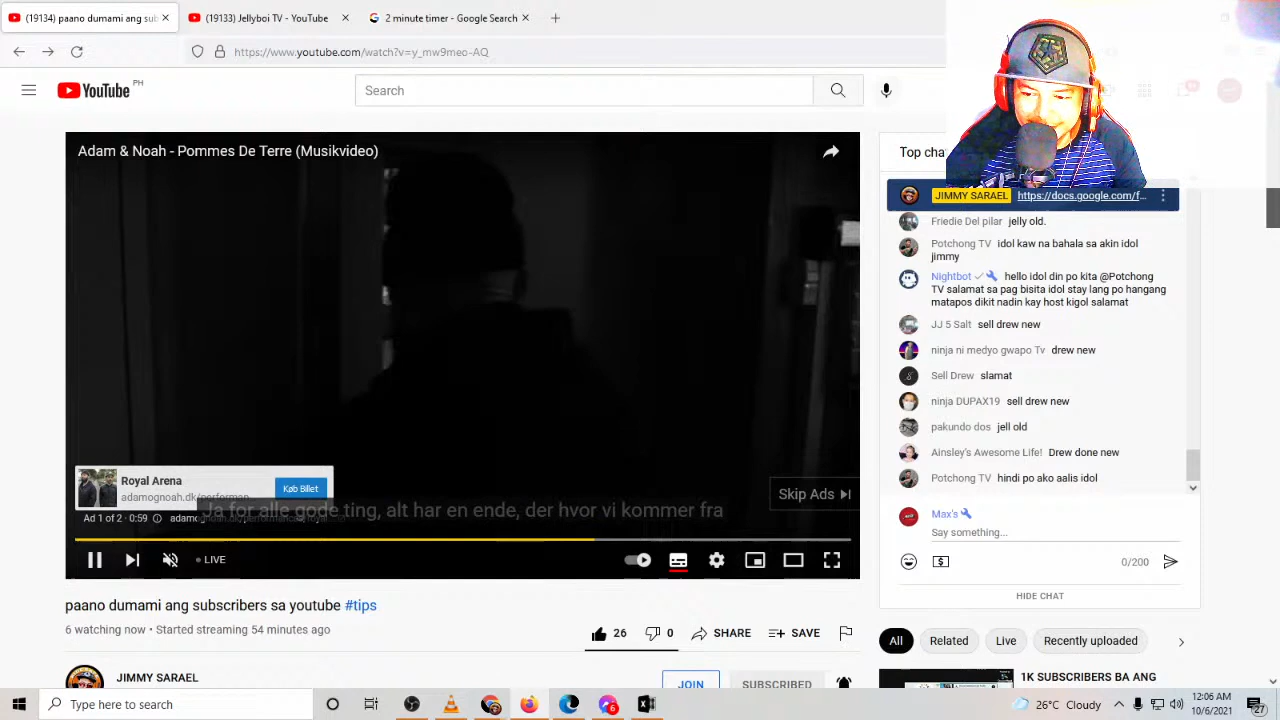 (19134) paano dumami ang sub
(19133) Jellyboi TV - YouTube
2 minute timer - Google Search
https://www.youtube.com/watch?v=y_mw9meo-AQ
YouTube PH
Search
Adam & Noah - Pommes De Terre (Musikvideo)
Royal Arena
adamognoah.dk/performan
Køb Billet
Skip Ads
Ja for alle gode ting, alt har en ende, der hvor vi kommer fra
Ad 1 of 2 · 0:59
LIVE
paano dumami ang subscribers sa youtube #tips
6 watching now • Started streaming 54 minutes ago
26
0
SHARE
SAVE
JIMMY SARAEL
JOIN
SUBSCRIBED
Top cha
JIMMY SARAEL https://docs.google.com/f...
Friedie Del pilar jelly old.
Potchong TV idol kaw na bahala sa akin idol
jimmy
Nightbot hello idol din po kita @Potchong
TV salamat sa pag bisita idol stay lang po hangang
matapos dikit nadin kay host kigol salamat
JJ 5 Salt sell drew new
ninja ni medyo gwapo Tv drew new
Sell Drew slamat
ninja DUPAX19 sell drew new
pakundo dos jell old
Ainsley's Awesome Life! Drew done new
Potchong TV hindi po ako aalis idol
Max's
Say something...
0/200
HIDE CHAT
All
Related
Live
Recently uploaded
1K SUBSCRIBERS BA ANG
Type here to search
26°C Cloudy
12:06 AM
10/6/2021
27